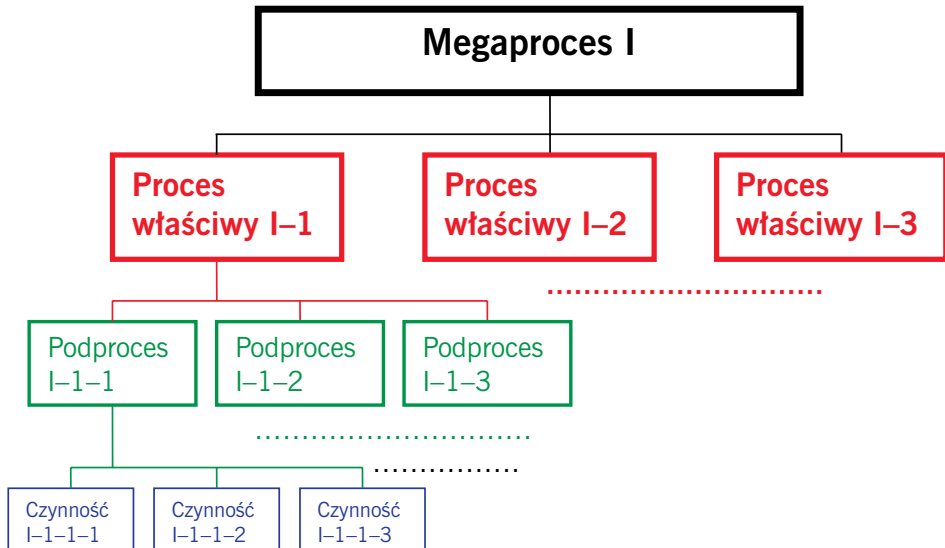 Megaproces I
Proces
właściwy I–1
Proces
właściwy I–2
Proces
właściwy I–3
Podproces
I–1–1
Podproces
I–1–2
Podproces
I–1–3
Czynność
I–1–1–1
Czynność
I–1–1–2
Czynność
I–1–1–3